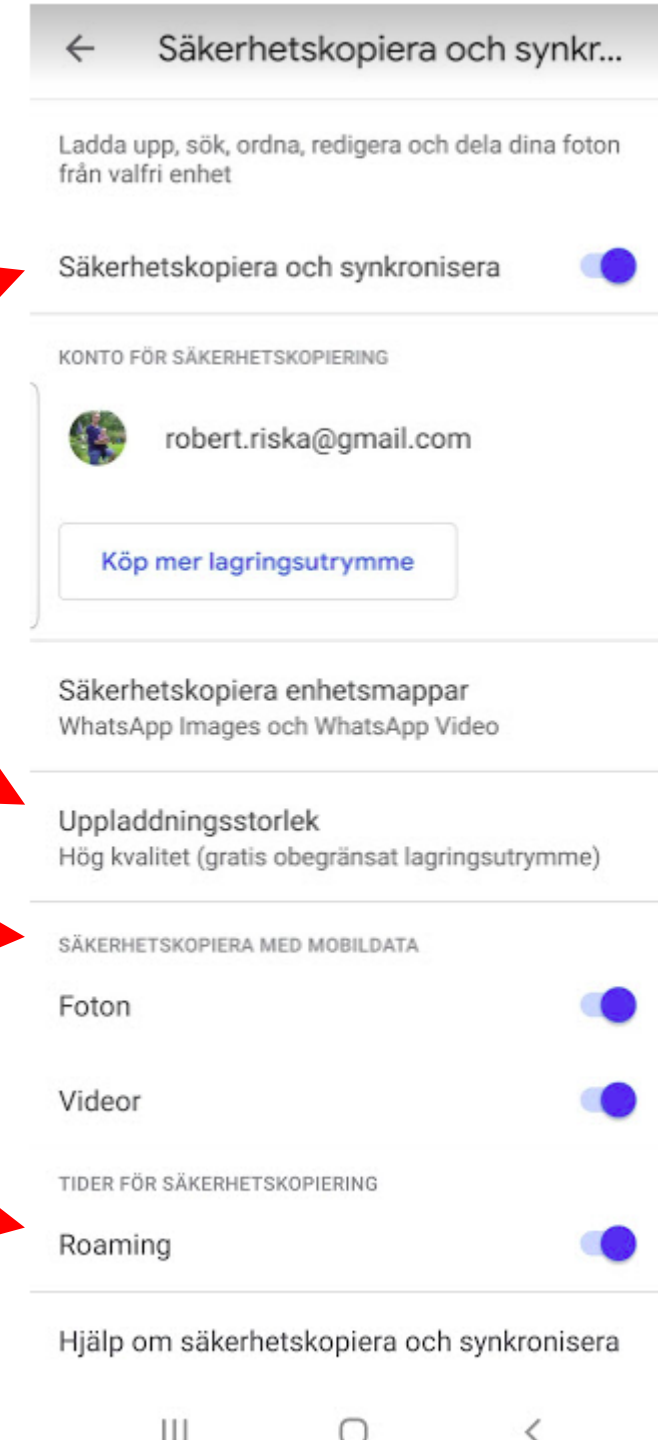 Säkerhetskopiera och synkr...
Ladda upp, sök, ordna, redigera och dela dina foton
från valfri enhet
Säkerhetskopiera och synkronisera
KONTO FÖR SÄKERHETSKOPIERING
robert.riska@gmail.com
Köp mer lagringsutrymme
Säkerhetskopiera enhetsmappar
WhatsApp Images och WhatsApp Video
Uppladdningsstorlek
Hög kvalitet (gratis obegränsat lagringsutrymme)
SÄKERHETSKOPIERA MED MOBILDATA
Foton
Videor
TIDER FÖR SÄKERHETSKOPIERING
Roaming
Hjälp om säkerhetskopiera och synkronisera